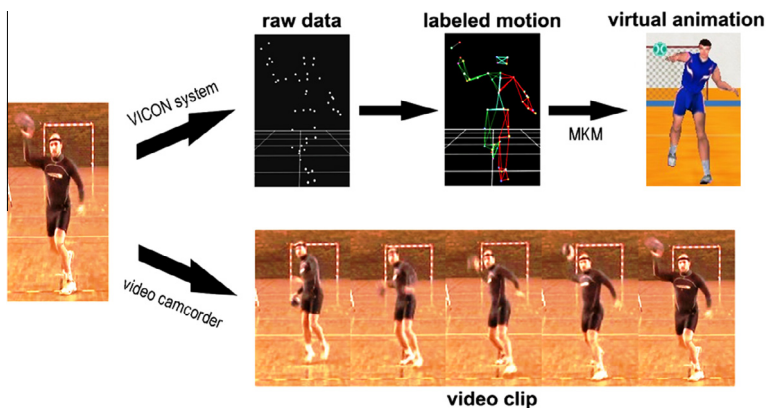 raw data
labeled motion
virtual animation
VICON system
MKM
video camcorder
video clip